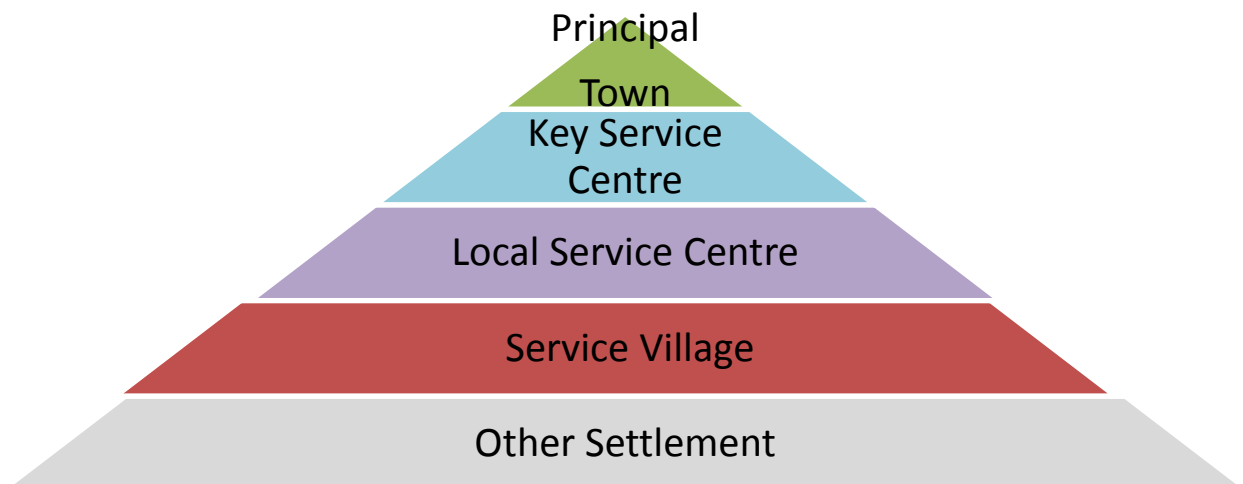 Principal
Town
Key Service
Centre
Local Service Centre
Service Village
Other Settlement